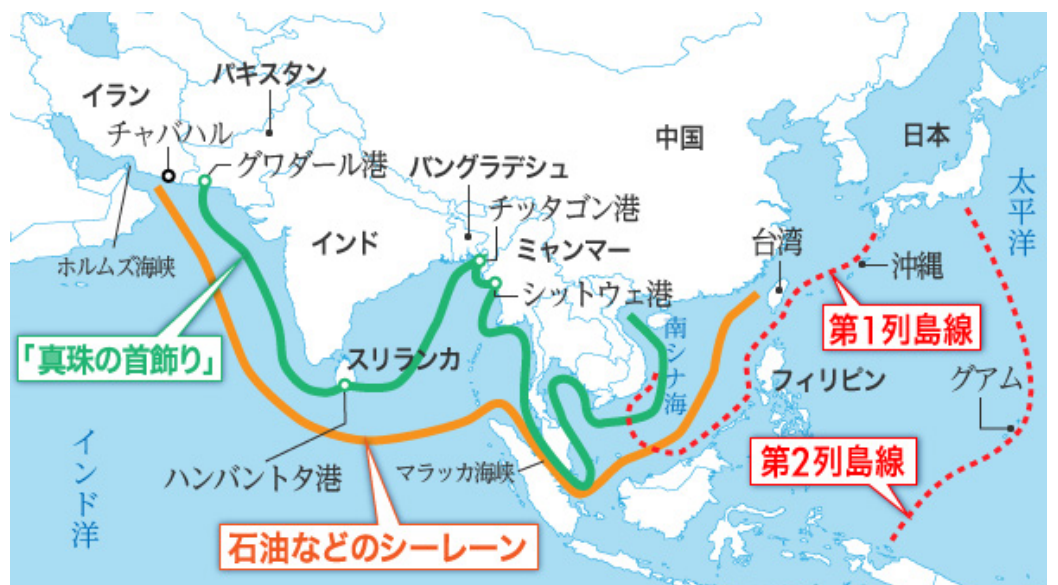 パキスタン
イラン
チャバハル
グワダール港
バングラデシュ
中国
日本
太平洋
チッタゴン港
インド
ミャンマー
台湾
沖縄
ホルムズ海峡
シットウェ港
「真珠の首飾り」
スリランカ
南シナ海
第1列島線
フィリピン
グアム
インド洋
ハンバントタ港
マラッカ海峡
第2列島線
石油などのシーレーン